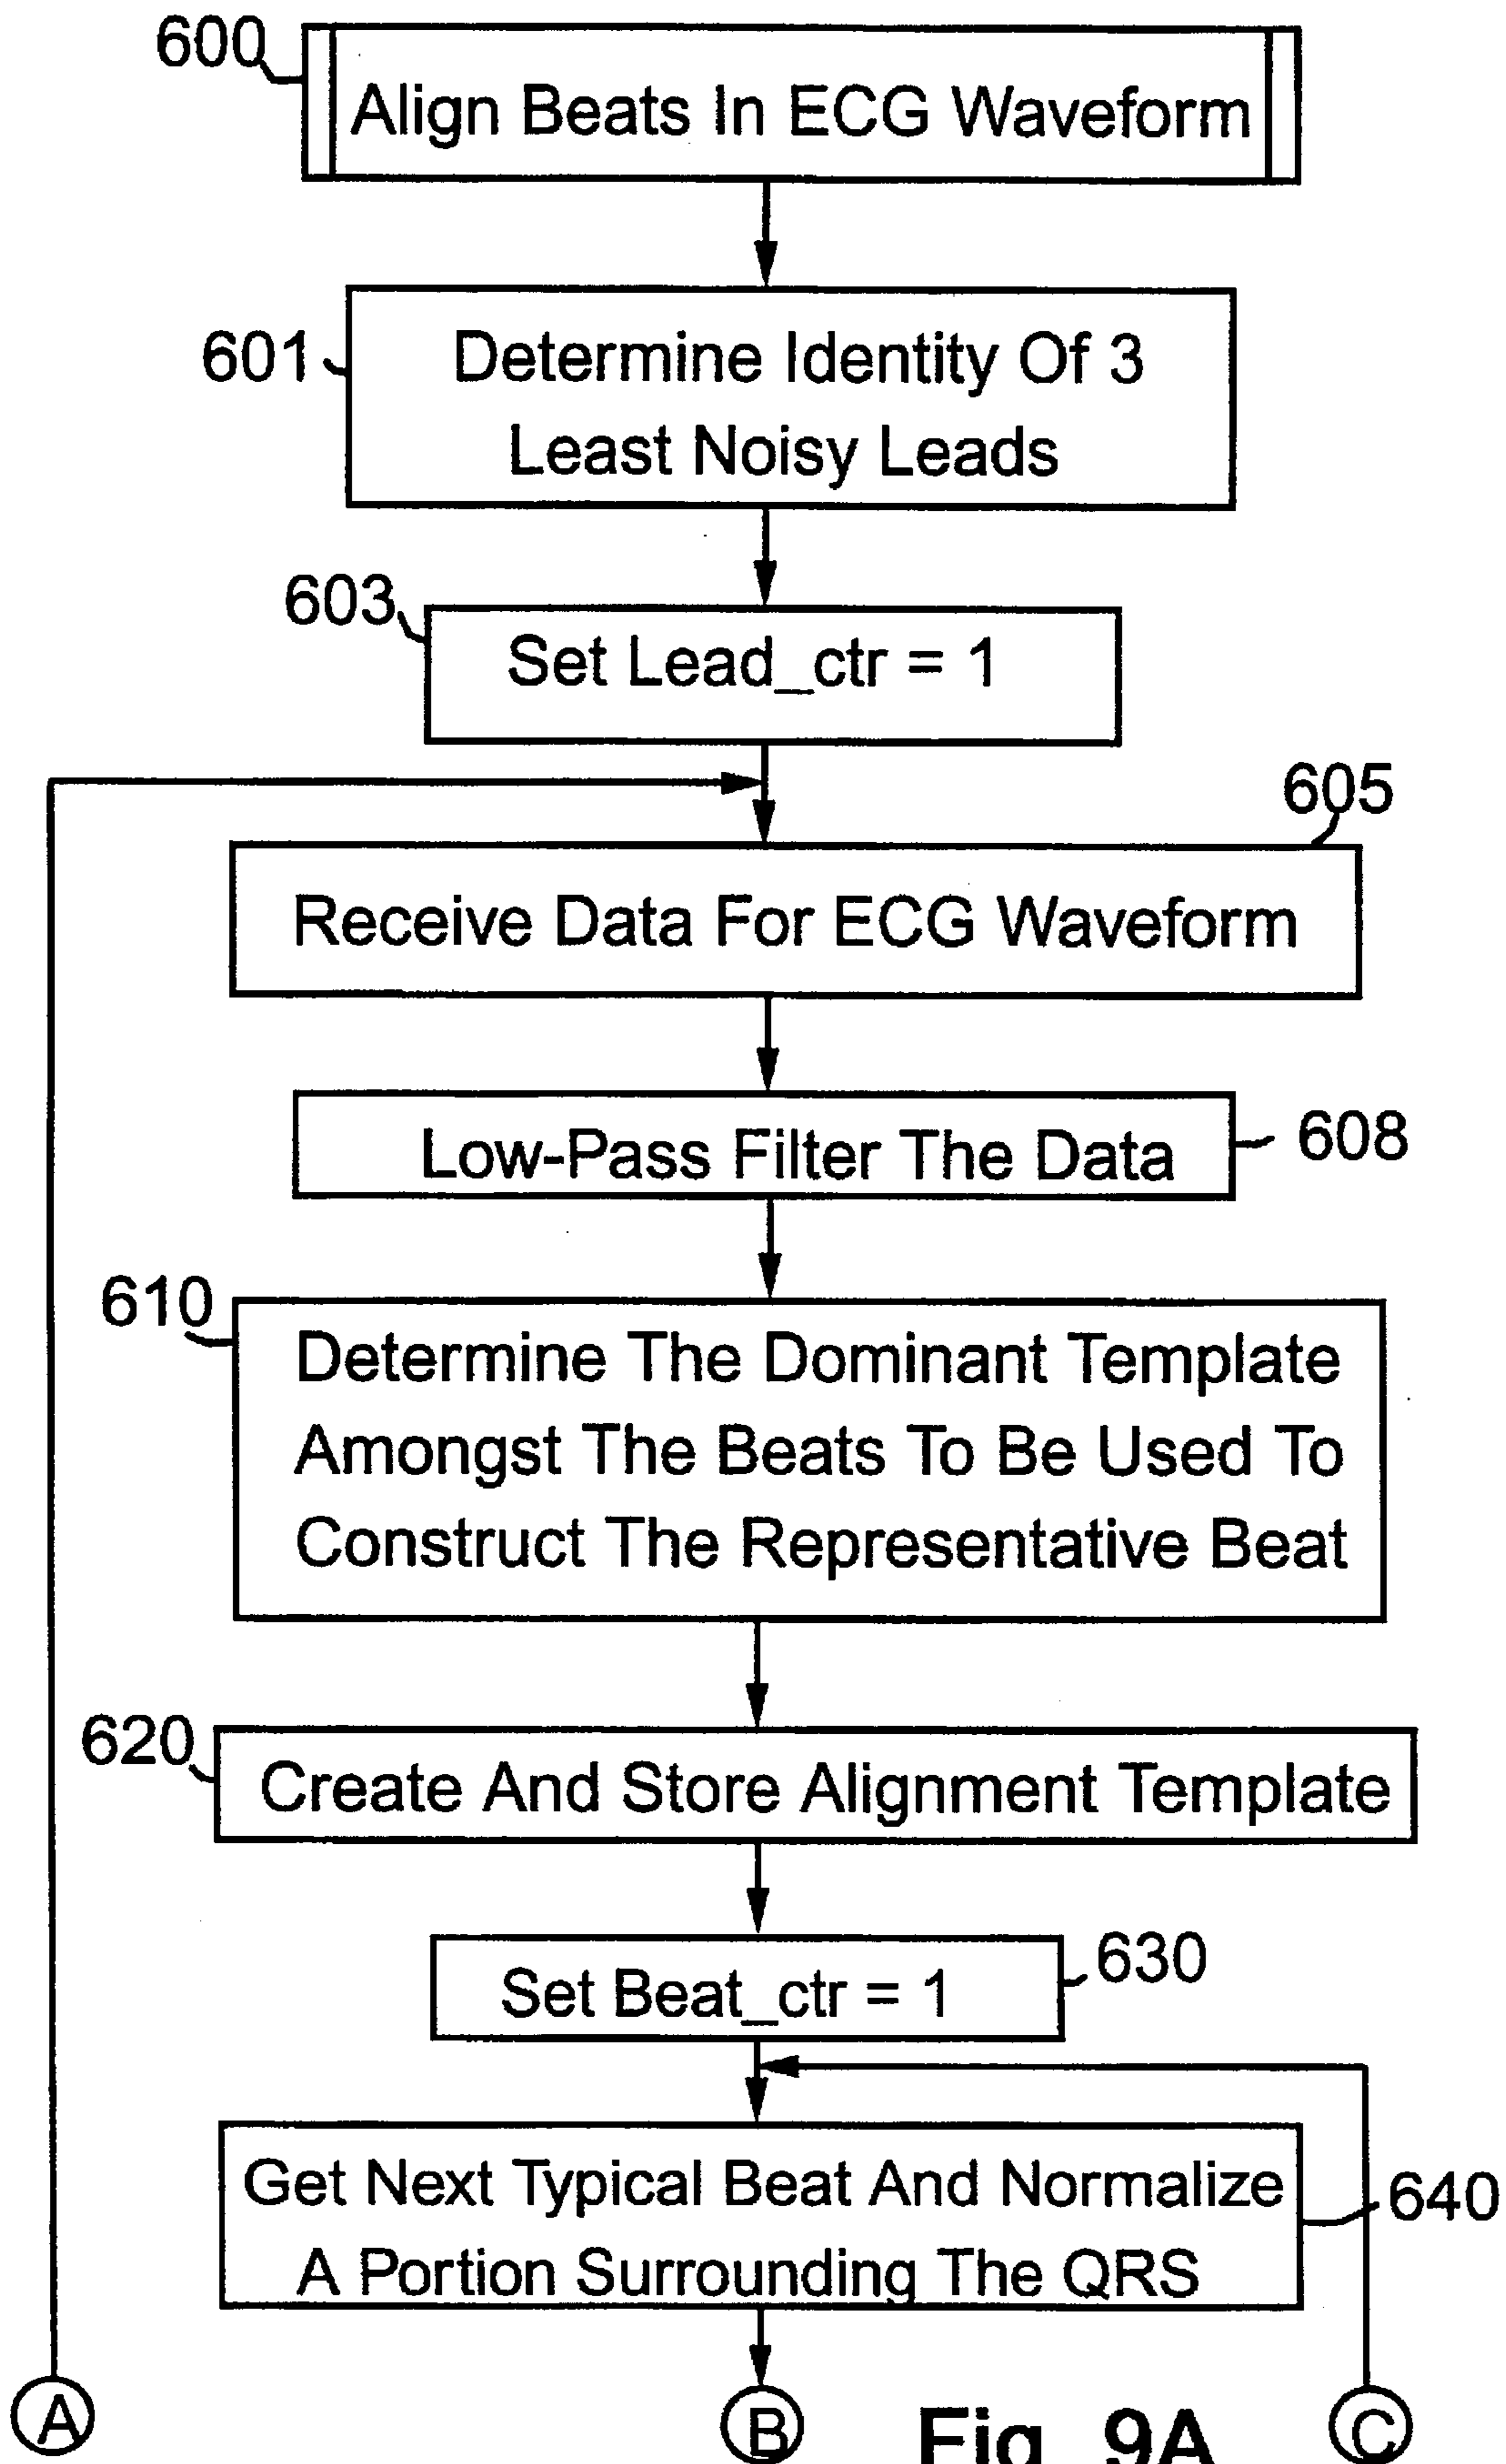 600
Align Beats In ECG Waveform
601
Determine Identity Of 3
Least Noisy Leads
603
Set Lead_ctr = 1
605
Receive Data For ECG Waveform
Low-Pass Filter The Data
608
610
Determine The Dominant Template
Amongst The Beats To Be Used To
Construct The Representative Beat
620
Create And Store Alignment Template
Set Beat_ctr = 1
630
Get Next Typical Beat And Normalize
A Portion Surrounding The QRS
640
A
B
Fig. 9A
C